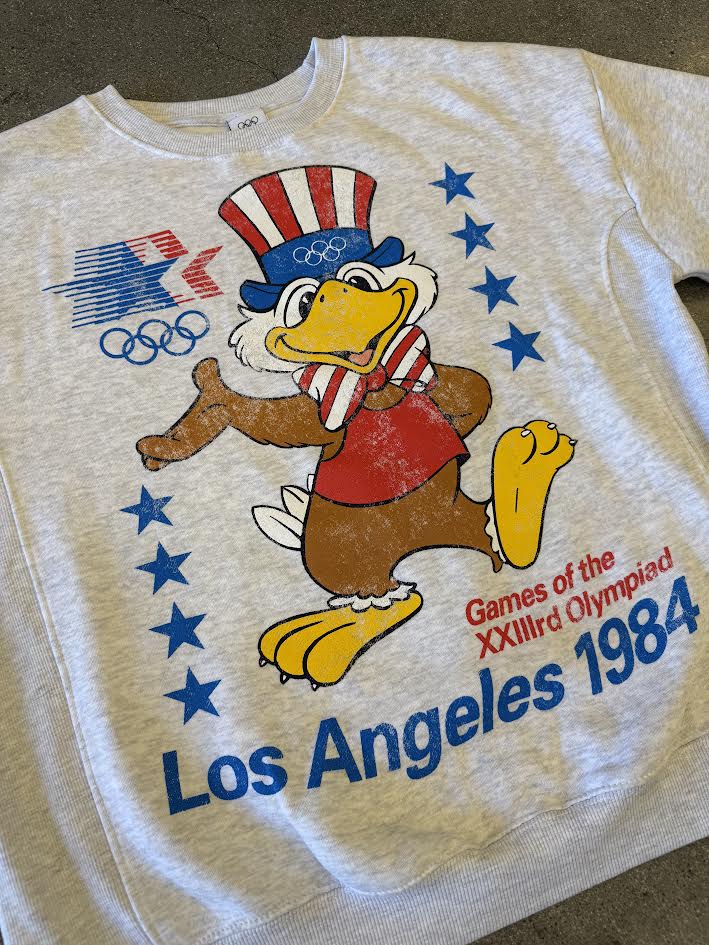 Games of the
XXIIIrd Olympiad
Los Angeles 1984